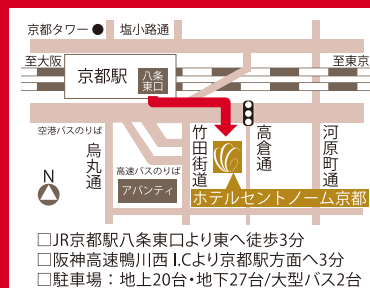 京都タワー●
塩小路通
至大阪
京都駅
八条
東口
至東京
空港バスのりば
烏丸通
高速バスのりば
アバンティ
竹田街道
高倉通
河原町通
N
ホテルセントノーム京都
□JR京都駅八条東口より東へ徒歩3分
□阪神高速鴨川西I.Cより京都駅方面へ3分
□駐車場：地上20台・地下27台/大型バス2台